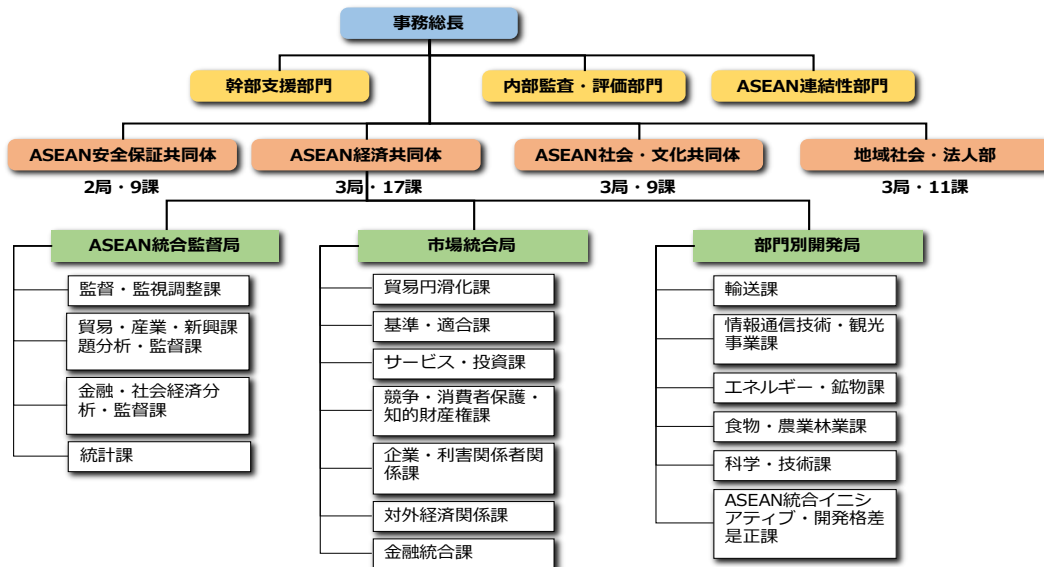 事務総長
幹部支援部門
内部監査・評価部門
ASEAN連結性部門
ASEAN安全保証共同体
ASEAN経済共同体
ASEAN社会・文化共同体
地域社会・法人部
2局・9課
3局・17課
3局・9課
3局・11課
ASEAN統合監督局
市場統合局
部門別開発局
監督・監視調整課
貿易・産業・新興課
題分析・監督課
金融・社会経済分
析・監督課
統計課
貿易円滑化課
基準・適合課
サービス・投資課
競争・消費者保護・
知的財産権課
企業・利害関係者関
係課
対外経済関係課
金融統合課
輸送課
情報通信技術・観光
事業課
エネルギー・鉱物課
食物・農業林業課
科学・技術課
ASEAN統合イニシ
アティブ・開発格差
是正課